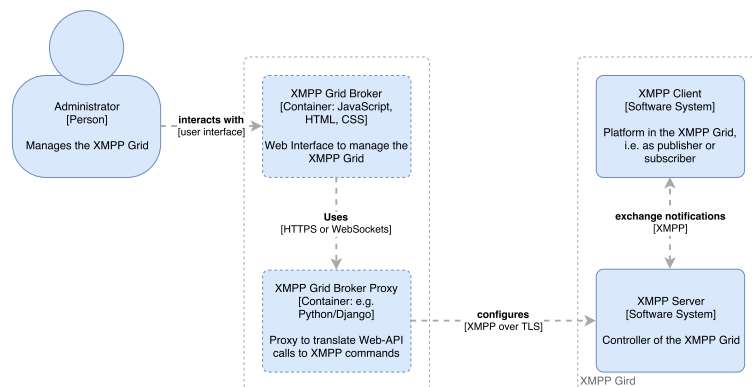 Administrator
[Person]
Manages the XMPP Grid
interacts with
[user interface]
XMPP Grid Broker
[Container: JavaScript,
HTML, CSS]
Web Interface to manage the
XMPP Grid
Uses
[HTTPS or WebSockets]
XMPP Grid Broker Proxy
[Container: e.g.
Python/Django]
Proxy to translate Web-API
calls to XMPP commands
configures
[XMPP over TLS]
XMPP Client
[Software System]
Platform in the XMPP Grid,
i.e. as publisher or
subscriber
exchange notifications
[XMPP]
XMPP Server
[Software System]
Controller of the XMPP Grid
XMPP Gird